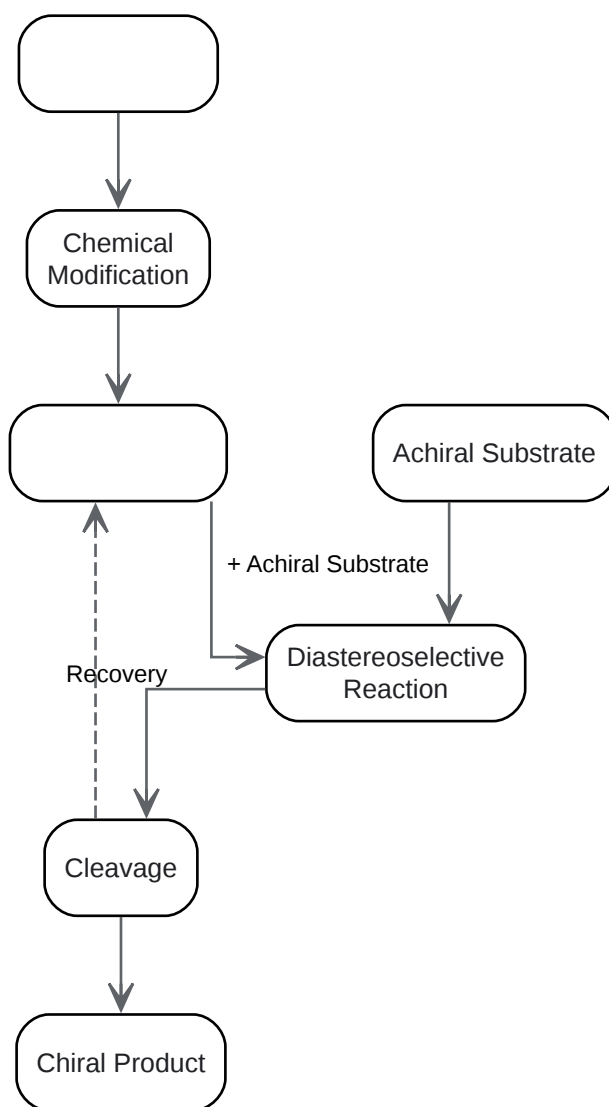 Chemical
Modification
Achiral Substrate
+ Achiral Substrate
Diastereoselective
Reaction
Recovery
Cleavage
Chiral Product